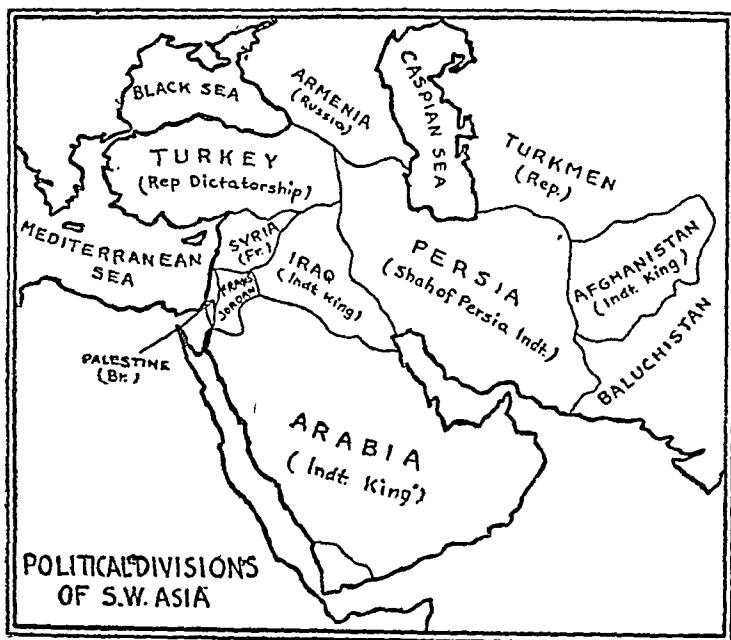 BLACK SEA
ARMENIA
(Russia)
CASPIAN SEA
TURKMEN
(Rep.)
TURKEY
(Rep Dictatorship)
MEDITERRANEAN
SEA
SYRIA
(Fr.)
IRAQ
(Indt. King)
PERSIA
(Shah of Persia Indt.)
AFGHANISTAN
(Indt. King)
BALUCHISTAN
TRANS
JORDAN
PALESTINE
(Br.)
ARABIA
(Indt. King)
POLITICAL DIVISIONS
OF S.W. ASIA